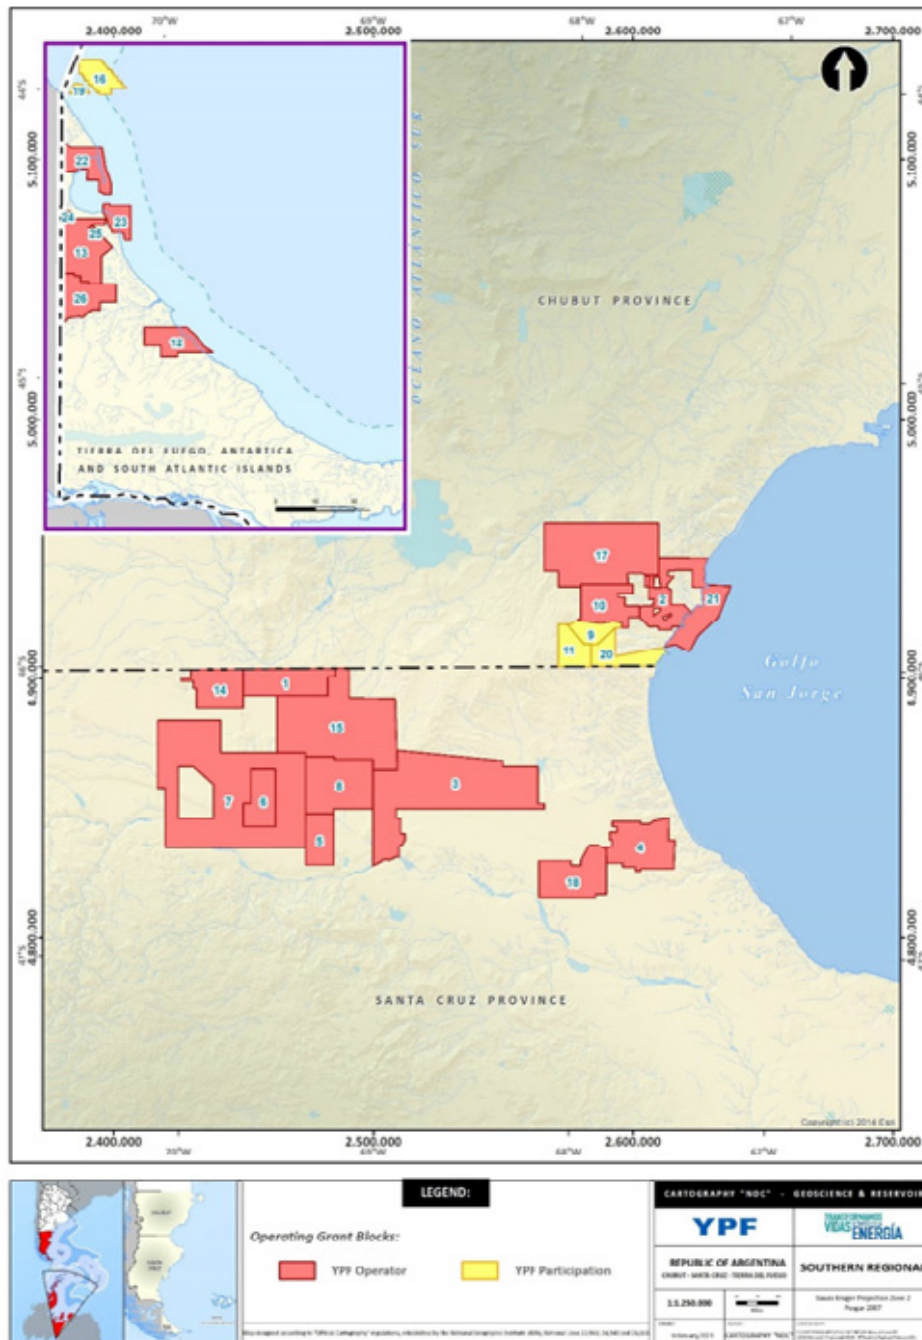 70°W 69°W 68°W 67°W
2.400.000 2.500.000 2.600.000 2.700.000
44°S
5.100.000
45°S
5.000.000
46°S
4.900.000
4.800.000
16
19
22
24
23
25
13
26
12
TIERRA DEL FUEGO, ANTARTICA
AND SOUTH ATLANTIC ISLANDS
OCÉANO ATLÁNTICO SUR
CHUBUT PROVINCE
17
10
2
21
9
11
20
Golfo
San Jorge
14
1
15
7
6
8
3
5
4
18
SANTA CRUZ PROVINCE
Copyright (c) 2014 Esri
2.400.000 2.500.000 2.600.000 2.700.000
70°W 69°W 68°W 67°W
LEGEND:
Operating Grant Blocks:
YPF Operator
YPF Participation
CARTOGRAPHY "NOC" - GEOSCIENCE & RESERVOIR
YPF
TRANSFORMAMOS
VIDAS
ENERGÍA
REPUBLIC OF ARGENTINA
CHUBUT - SANTA CRUZ - TIERRA DEL FUEGO
SOUTHERN REGIONAL
1:1.250.000